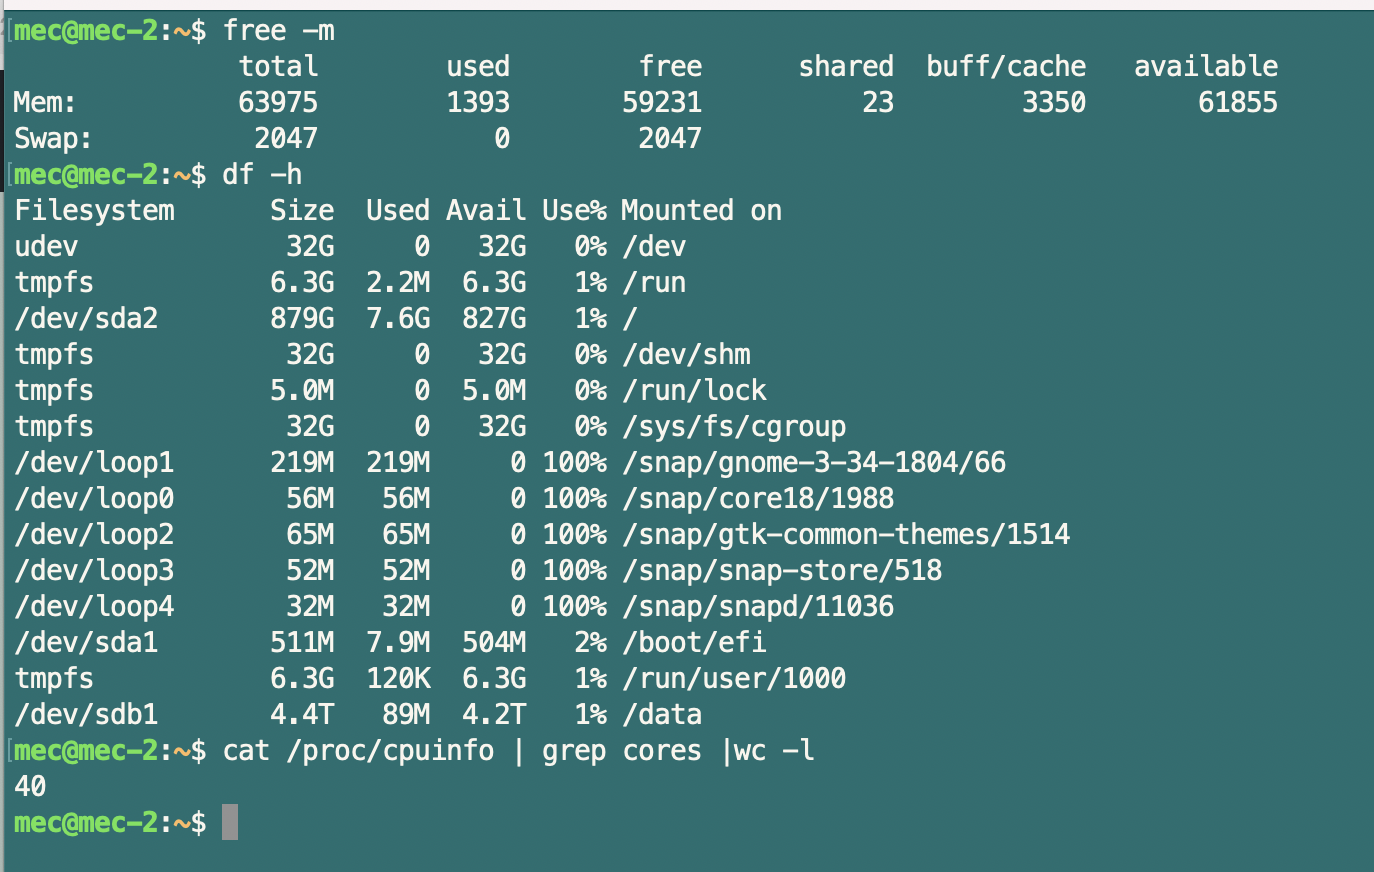 mec@mec-2:~$ free -m
              total        used        free      shared  buff/cache   available
Mem:          63975        1393       59231          23        3350       61855
Swap:          2047           0        2047
mec@mec-2:~$ df -h
Filesystem      Size  Used Avail Use% Mounted on
udev             32G     0   32G   0% /dev
tmpfs           6.3G  2.2M  6.3G   1% /run
/dev/sda2       879G  7.6G  827G   1% /
tmpfs            32G     0   32G   0% /dev/shm
tmpfs           5.0M     0  5.0M   0% /run/lock
tmpfs            32G     0   32G   0% /sys/fs/cgroup
/dev/loop1      219M  219M     0 100% /snap/gnome-3-34-1804/66
/dev/loop0       56M   56M     0 100% /snap/core18/1988
/dev/loop2       65M   65M     0 100% /snap/gtk-common-themes/1514
/dev/loop3       52M   52M     0 100% /snap/snap-store/518
/dev/loop4       32M   32M     0 100% /snap/snapd/11036
/dev/sda1       511M  7.9M  504M   2% /boot/efi
tmpfs           6.3G  120K  6.3G   1% /run/user/1000
/dev/sdb1       4.4T   89M  4.2T   1% /data
mec@mec-2:~$ cat /proc/cpuinfo | grep cores |wc -l
40
mec@mec-2:~$